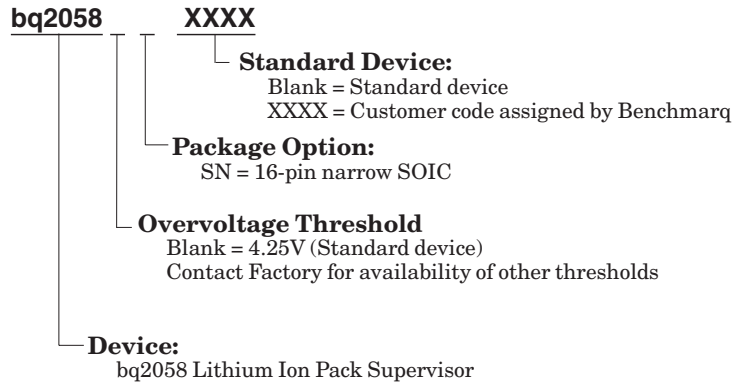 bq2058 _ _ XXXX
Standard Device:
Blank = Standard device
XXXX = Customer code assigned by Benchmarq
Package Option:
SN = 16-pin narrow SOIC
Overvoltage Threshold
Blank = 4.25V (Standard device)
Contact Factory for availability of other thresholds
Device:
bq2058 Lithium Ion Pack Supervisor